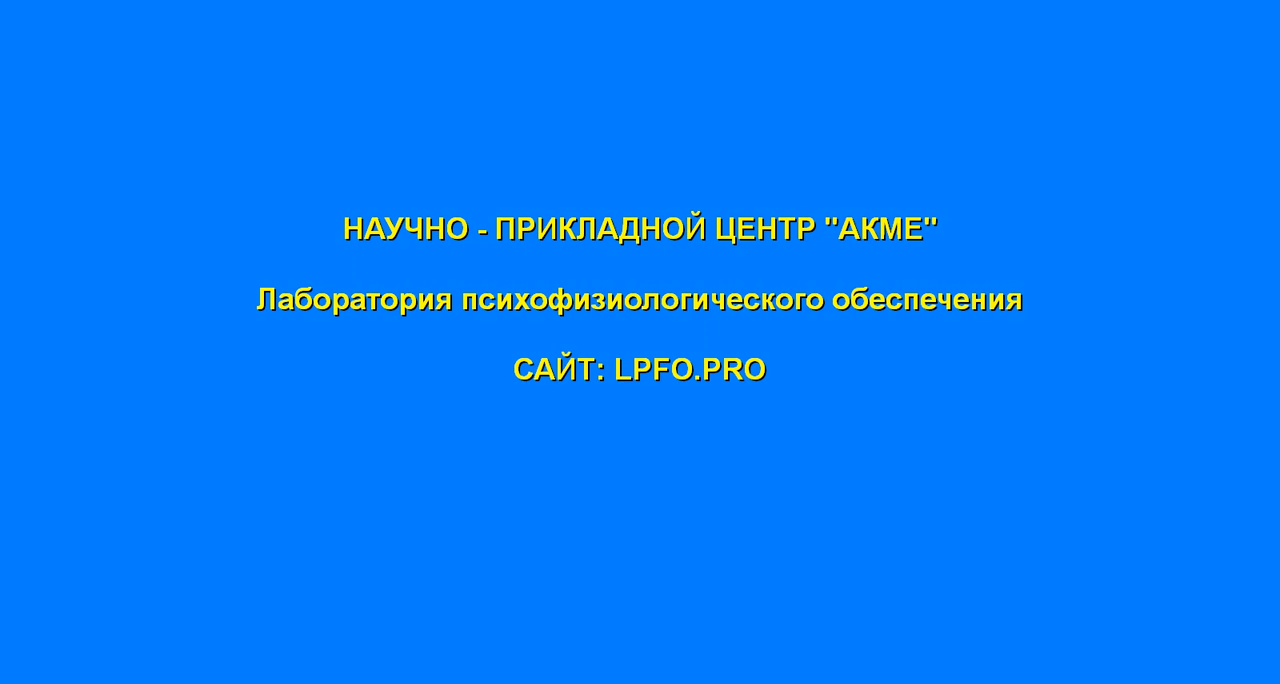 НАУЧНО - ПРИКЛАДНОЙ ЦЕНТР "АКМЕ"
Лаборатория психофизиологического обеспечения
САЙТ: LPFO.PRO